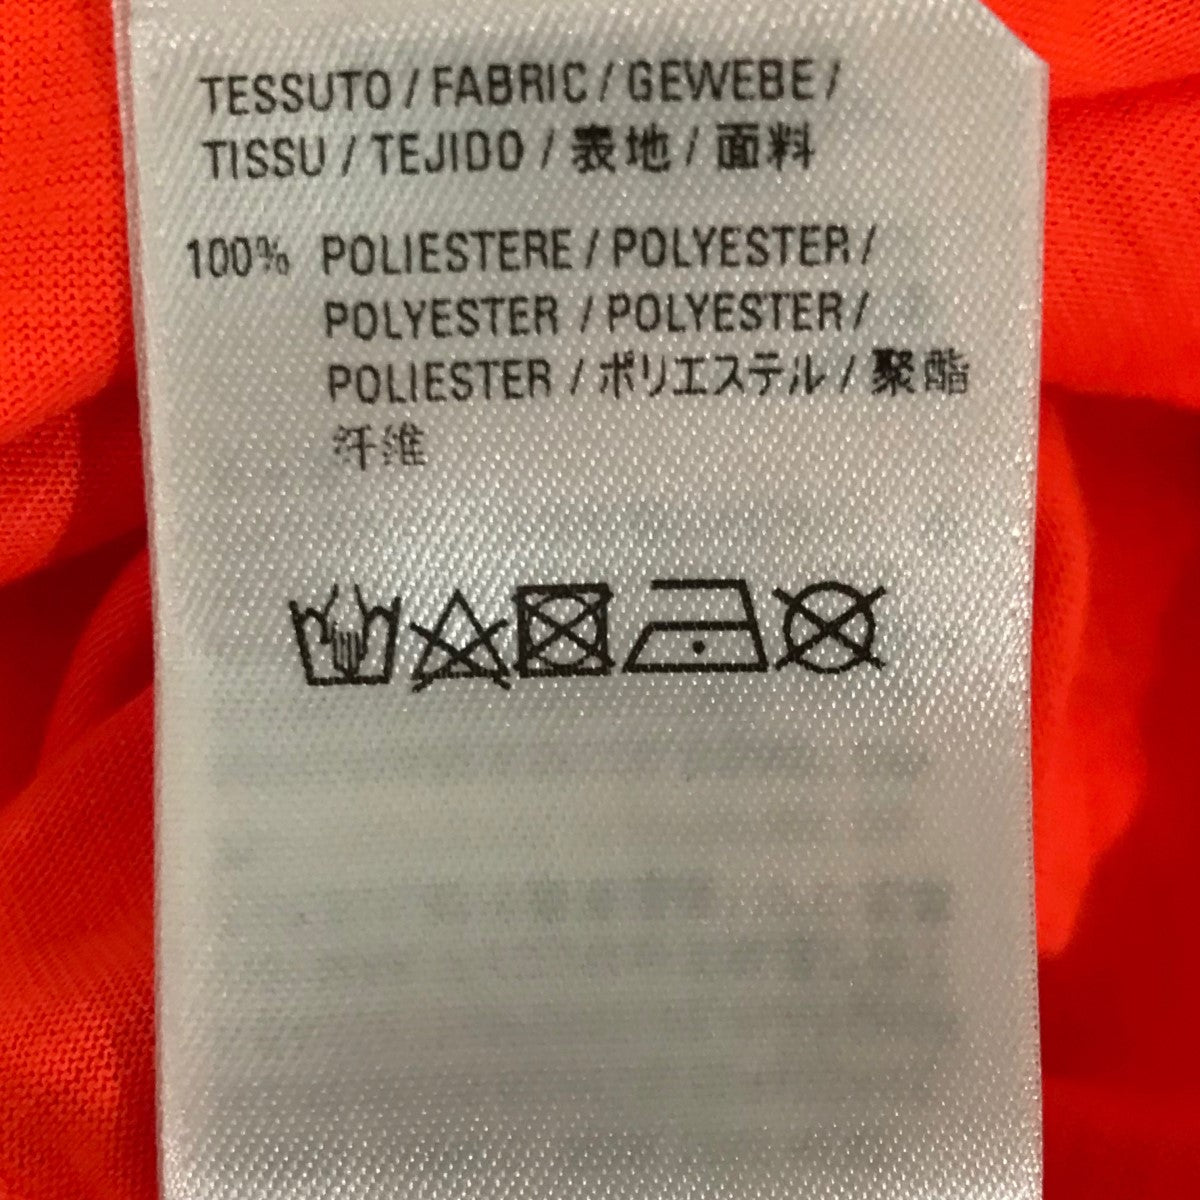 TESSUTO / FABRIC / GEWEBE /
TISSU / TEJIDO / 表地 / 面料
100% POLIESTERE / POLYESTER /
POLYESTER / POLYESTER /
POLIESTER / ポリエステル / 聚酯
纤维